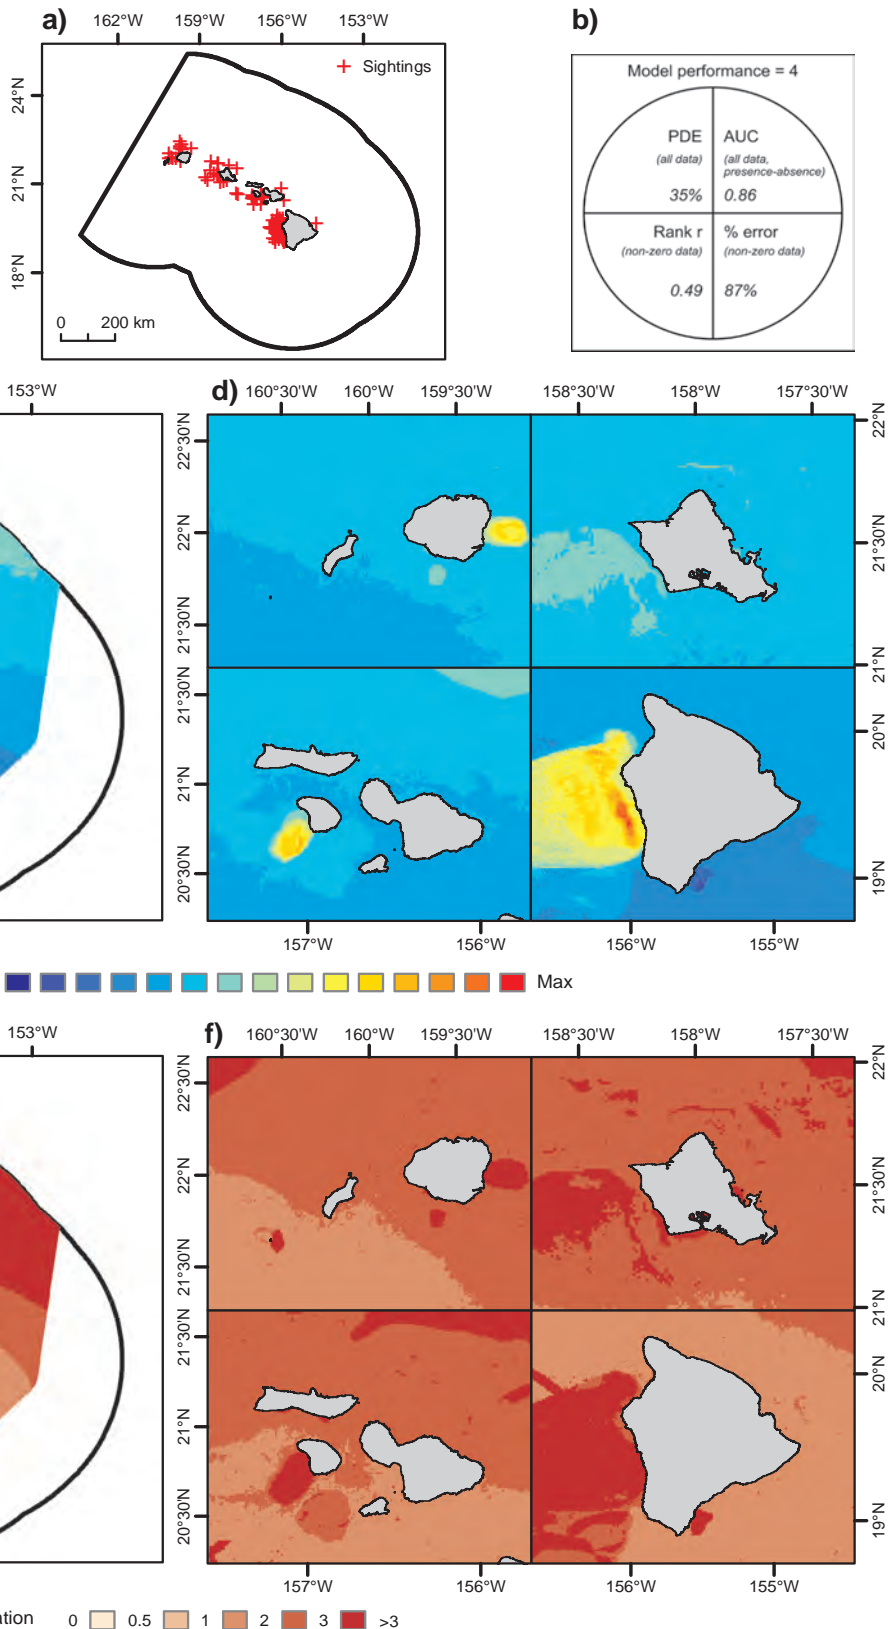 a)
162°W 159°W 156°W 153°W
24°N
21°N
18°N
Sightings
0 200 km
b)
Model performance = 4
PDE
(all data)
35%
AUC
(all data,
presence-absence)
0.86
Rank r
(non-zero data)
0.49
% error
(non-zero data)
87%
153°W
d)
160°30'W 160°W 159°30'W 158°30'W 158°W 157°30'W
22°30'N
22°N
21°30'N
21°30'N
21°N
20°30'N
22°N
21°30'N
21°N
20°N
19°N
157°W 156°W 156°W 155°W
Max
153°W
f)
160°30'W 160°W 159°30'W 158°30'W 158°W 157°30'W
22°30'N
22°N
21°30'N
21°30'N
21°N
20°30'N
22°N
21°30'N
21°N
20°N
19°N
157°W 156°W 156°W 155°W
ation 0 0.5 1 2 3 >3